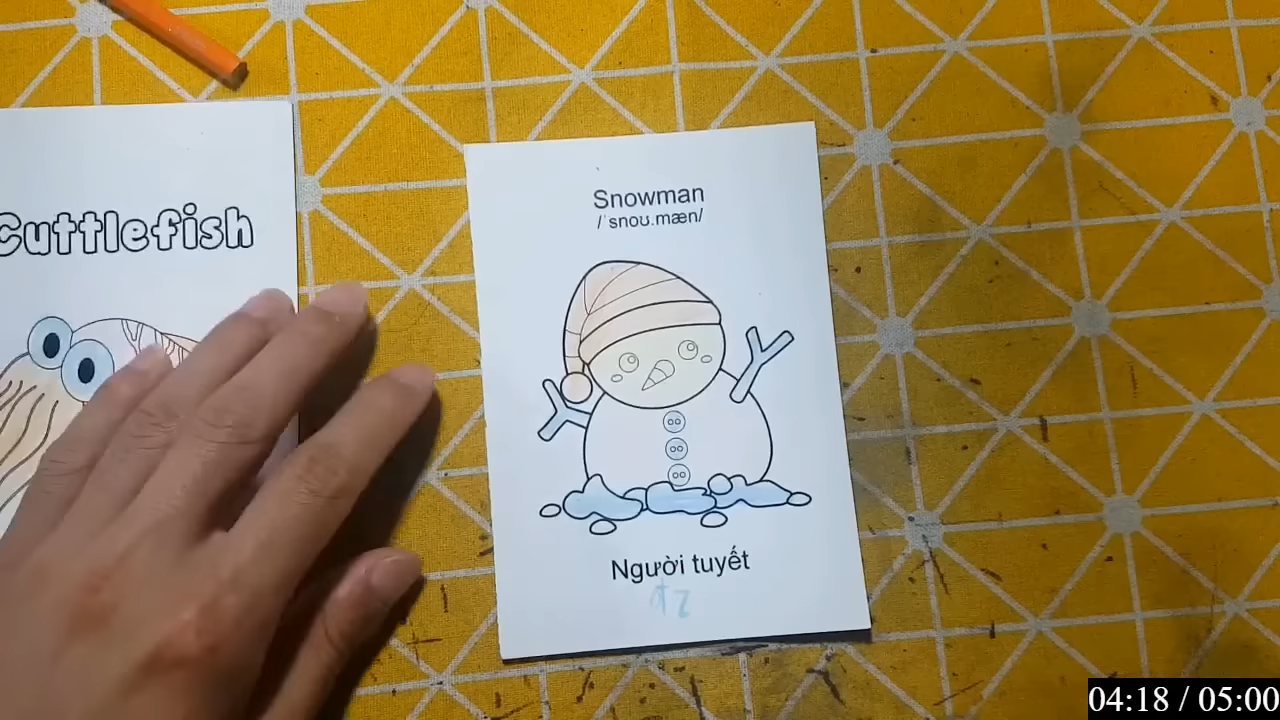 Cuttlefish
Snowman
/ˈsnoʊ.mæn/
Người tuyết
04:18 / 05:00